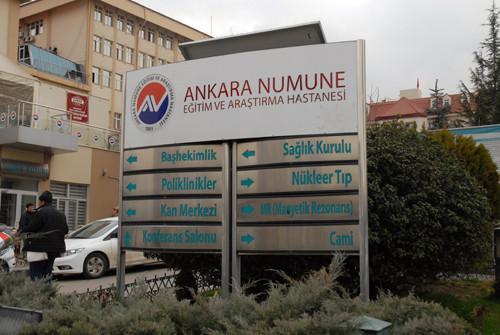 ANKARA NUMUNE
EĞİTİM VE ARAŞTIRMA HASTANESİ
Başhekimlik
Poliklinikler
Kan Merkezi
Konferans Salonu
Sağlık Kurulu
Nükleer Tıp
MR (Manyetik Rezonans)
Cami